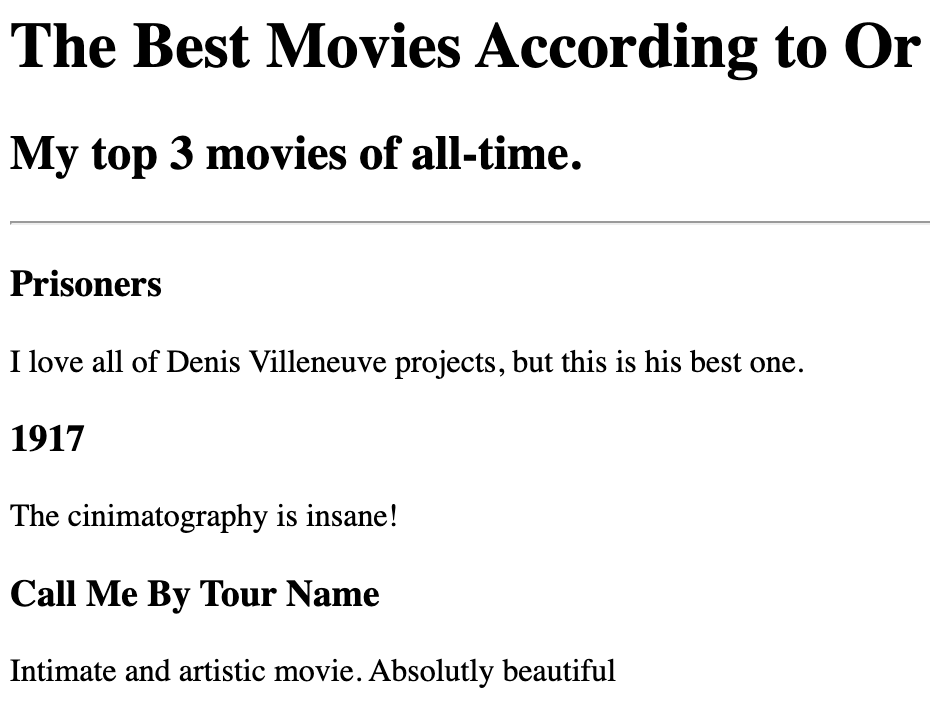 The Best Movies According to Or
My top 3 movies of all-time.
Prisoners
I love all of Denis Villeneuve projects, but this is his best one.
1917
The cinimatography is insane!
Call Me By Tour Name
Intimate and artistic movie. Absolutly beautiful